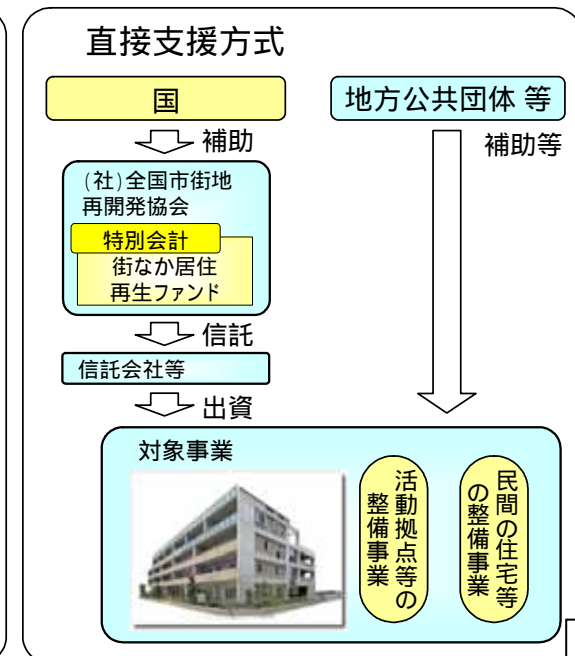 直接支援方式
国
地方公共団体 等
補助
補助等
(社)全国市街地
再開発協会
特別会計
街なか居住
再生ファンド
信託
信託会社等
出資
対象事業
活動拠点等の
整備事業
民間の住宅等
の整備事業